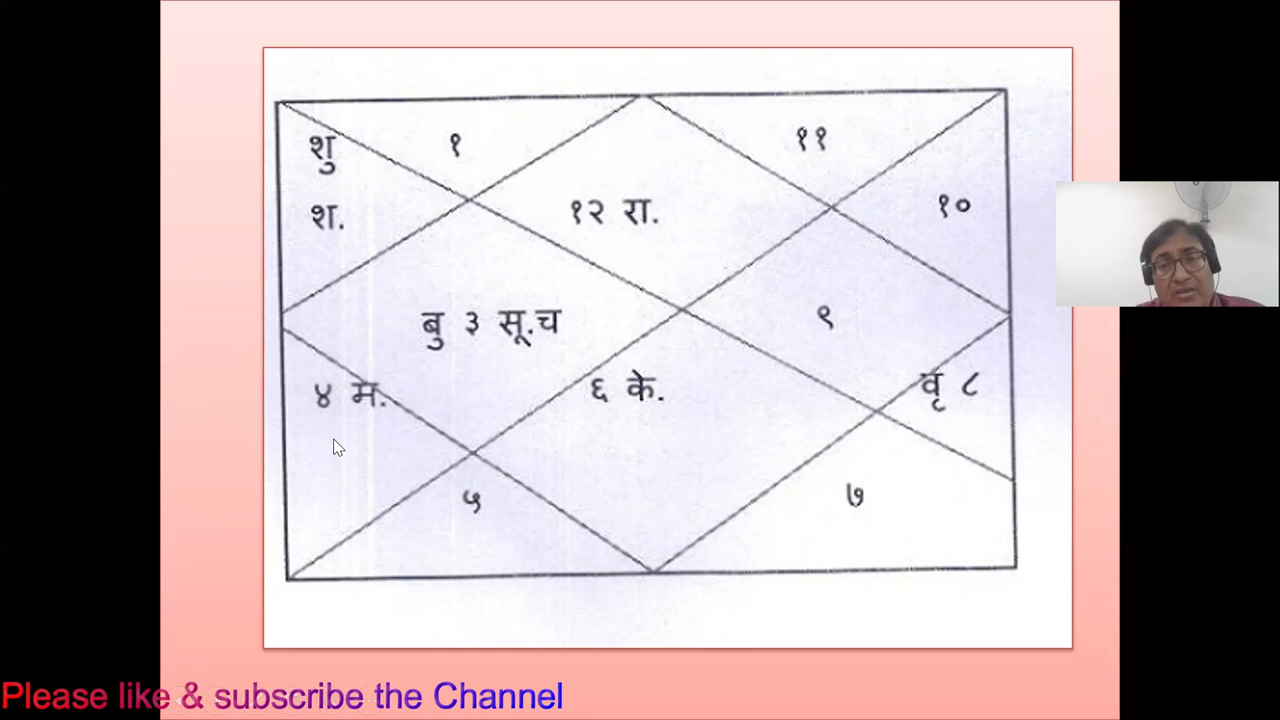 १
११
शु
श.
१२ रा.
१०
बु ३ सू.च
९
४ म.
६ के.
वृ ८
५
७
Please like & subscribe the Channel